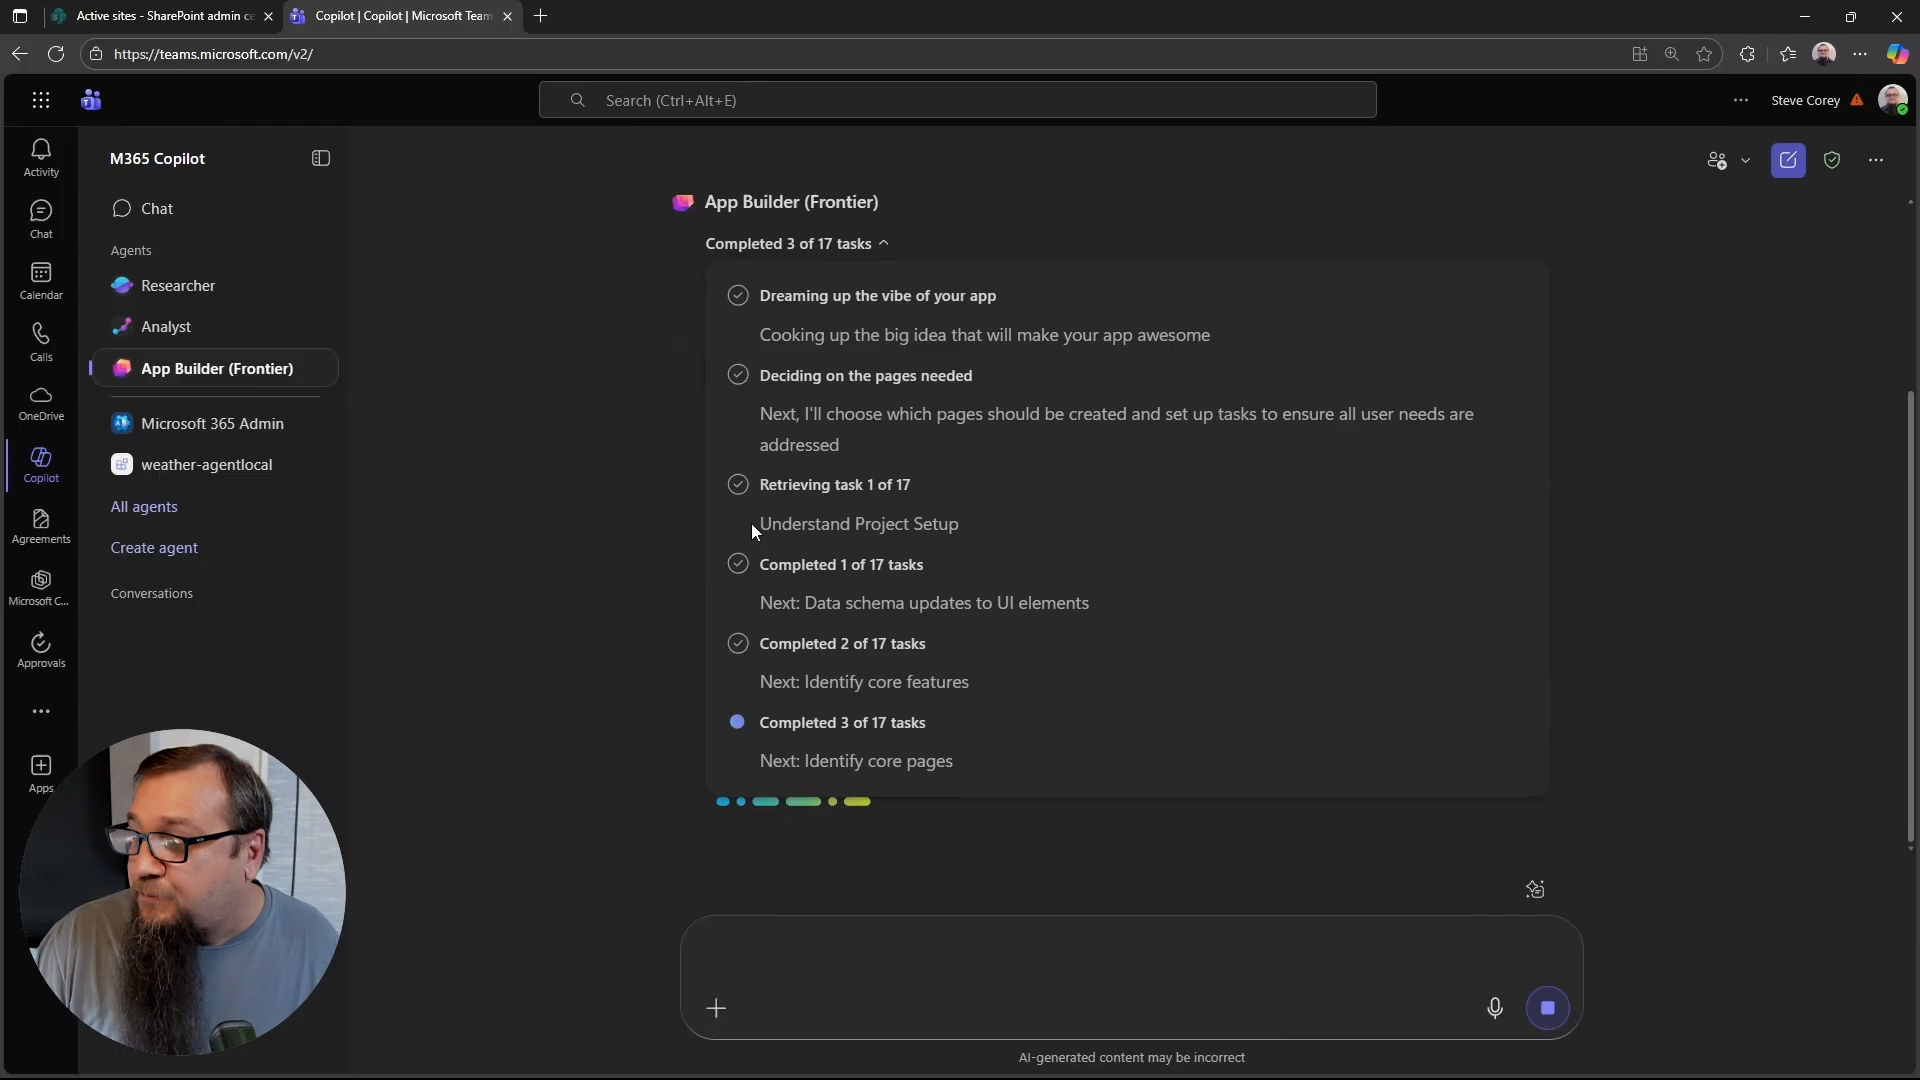 Active sites - SharePoint admin ce
Copilot | Copilot | Microsoft Team
https://teams.microsoft.com/v2/
Search (Ctrl+Alt+E)
Steve Corey
Activity
Chat
Calendar
Calls
OneDrive
Copilot
Agreements
Microsoft C...
Approvals
Apps
M365 Copilot
Chat
Agents
Researcher
Analyst
App Builder (Frontier)
Microsoft 365 Admin
weather-agentlocal
All agents
Create agent
Conversations
App Builder (Frontier)
Completed 3 of 17 tasks
Dreaming up the vibe of your app
Cooking up the big idea that will make your app awesome
Deciding on the pages needed
Next, I'll choose which pages should be created and set up tasks to ensure all user needs are
addressed
Retrieving task 1 of 17
Understand Project Setup
Completed 1 of 17 tasks
Next: Data schema updates to UI elements
Completed 2 of 17 tasks
Next: Identify core features
Completed 3 of 17 tasks
Next: Identify core pages
AI-generated content may be incorrect